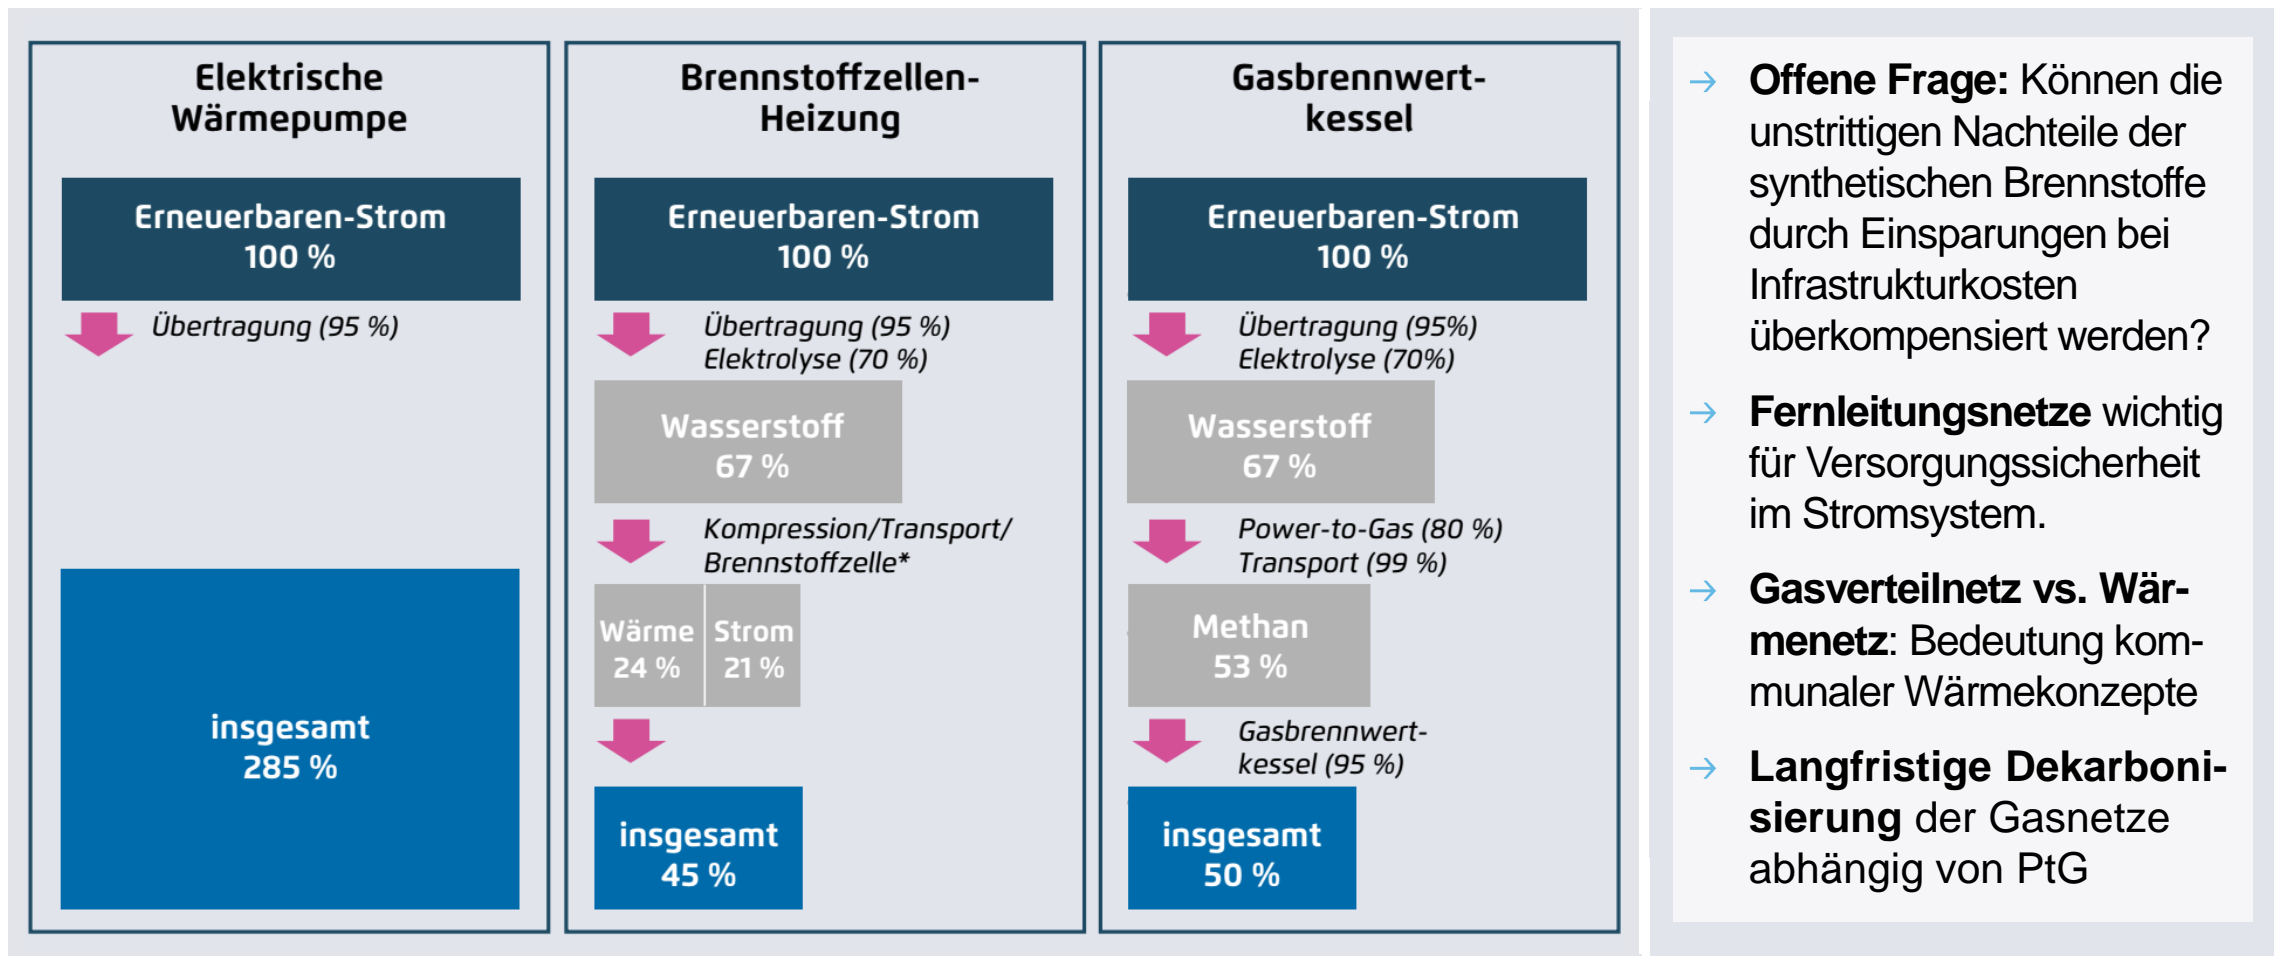 Elektrische
Wärmepumpe
Erneuerbaren-Strom
100 %
Übertragung (95 %)
insgesamt
285 %
Brennstoffzellen-
Heizung
Erneuerbaren-Strom
100 %
Übertragung (95 %)
Elektrolyse (70 %)
Wasserstoff
67 %
Kompression/Transport/
Brennstoffzelle*
Wärme
24 %
Strom
21 %
insgesamt
45 %
Gasbrennwert-
kessel
Erneuerbaren-Strom
100 %
Übertragung (95%)
Elektrolyse (70%)
Wasserstoff
67 %
Power-to-Gas (80 %)
Transport (99 %)
Methan
53 %
Gasbrennwert-
kessel (95 %)
insgesamt
50 %
→ Offene Frage: Können die
unstrittigen Nachteile der
synthetischen Brennstoffe
durch Einsparungen bei
Infrastrukturkosten
überkompensiert werden?
→ Fernleitungsnetze wichtig
für Versorgungssicherheit
im Stromsystem.
→ Gasverteilnetz vs. Wär-
menetz: Bedeutung kom-
munaler Wärmekonzepte
→ Langfristige Dekarboni-
sierung der Gasnetze
abhängig von PtG